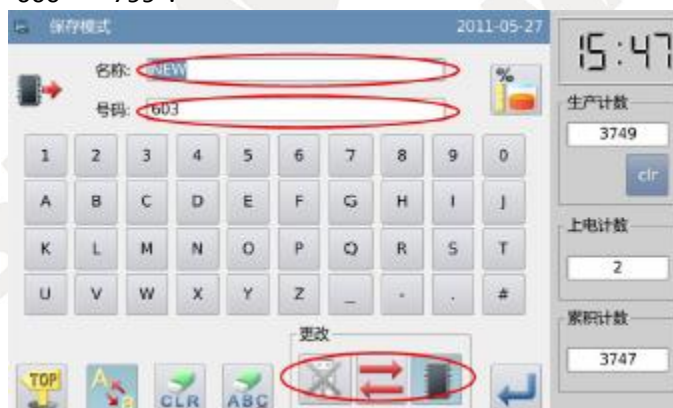 保存模式 2011-05-27
15:47
名称: NEW
%
号码: 603
生产计数
3749
clr
1 2 3 4 5 6 7 8 9 0
A B C D E F G H I J
上电计数
2
K L M N O P Q R S T
U V W X Y Z _ - . #
更改
累积计数
3747
TOP
A B
CLR
ABC